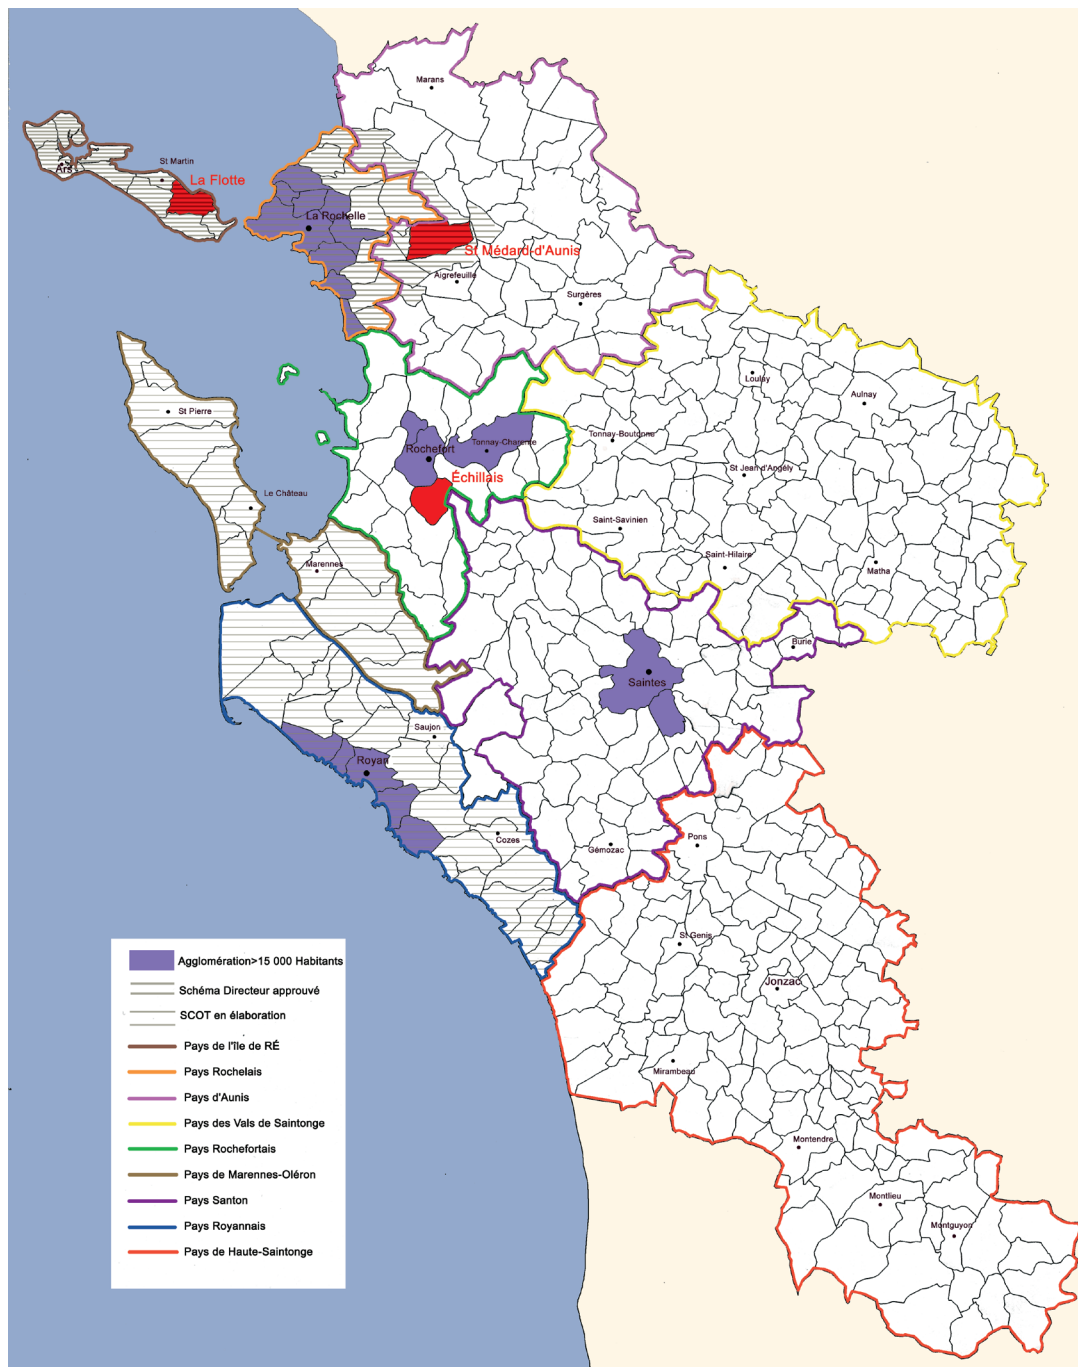 Marans
St Martin
Ars
La Flotte
La Rochelle
St Médard-d'Aunis
Aigrefeuille
Surgères
Loulay
Aulnay
St Pierre
Tonnay-Boutonne
Rochefort
Tonnay-Charente
St Jean d'Angély
Échillais
Le Château
Saint-Savinien
Saint-Hilaire
Marennes
Matha
Burie
Saintes
Saujon
Royan
Cozes
Gémozac
Pons
St Genis
Jonzac
Mirambeau
Montendre
Montlieu
Montguyon
Agglomération>15 000 Habitants
Schéma Directeur approuvé
SCOT en élaboration
Pays de l'île de RÉ
Pays Rochelais
Pays d'Aunis
Pays des Vals de Saintonge
Pays Rochefortais
Pays de Marennes-Oléron
Pays Santon
Pays Royannais
Pays de Haute-Saintonge